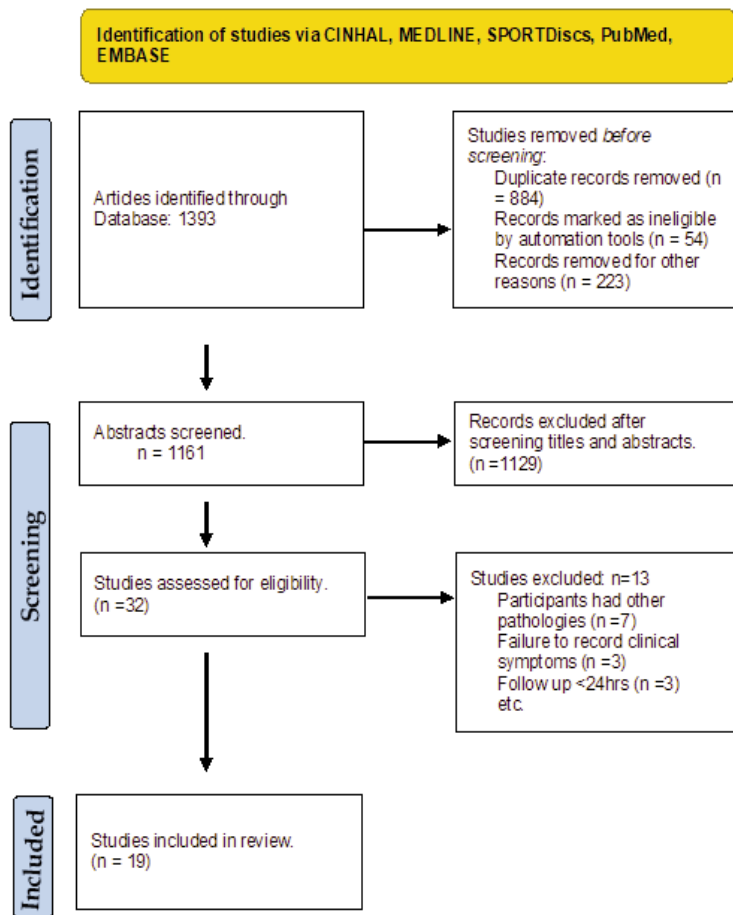 Identification of studies via CINHAL, MEDLINE, SPORTDiscs, PubMed,
EMBASE
Identification
Articles identified through
Database: 1393
Studies removed before
screening:
Duplicate records removed (n
= 884)
Records marked as ineligible
by automation tools (n = 54)
Records removed for other
reasons (n = 223)
Screening
Abstracts screened.
n = 1161
Records excluded after
screening titles and abstracts.
(n =1129)
Studies assessed for eligibility.
(n =32)
Studies excluded: n=13
Participants had other
pathologies (n =7)
Failure to record clinical
symptoms (n =3)
Follow up <24hrs (n =3)
etc.
Included
Studies included in review.
(n = 19)